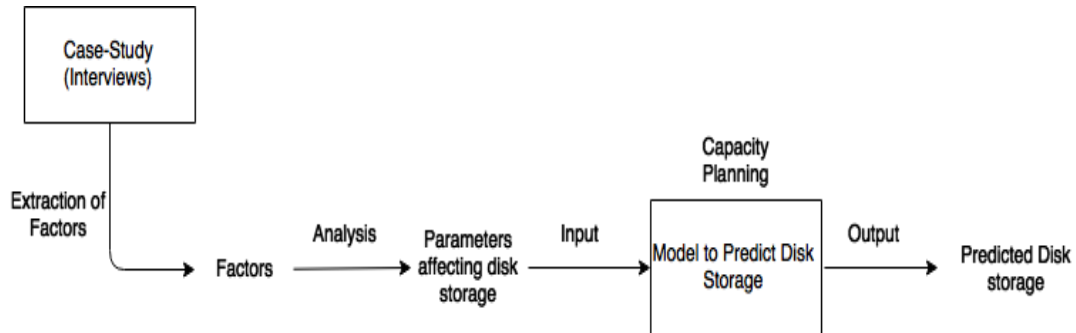 Case-Study
(Interviews)
Extraction of
Factors
Factors
Analysis
Parameters
affecting disk
storage
Input
Capacity
Planning
Model to Predict Disk
Storage
Output
Predicted Disk
storage